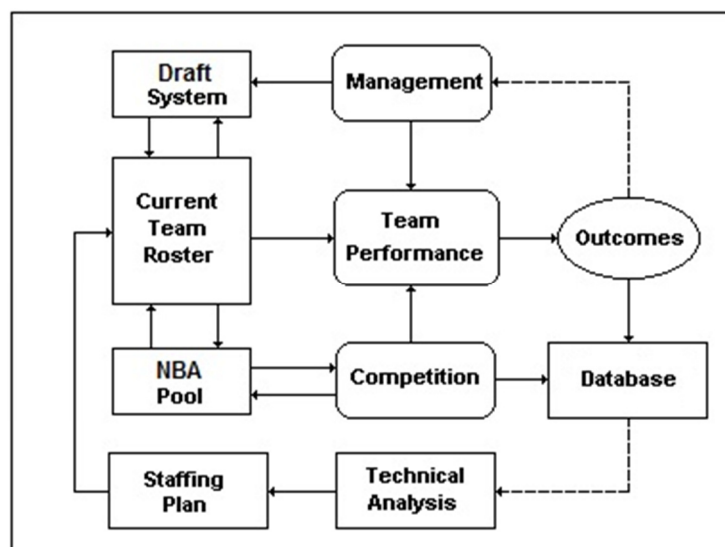 Draft
System
Management
Current
Team
Roster
Team
Performance
Outcomes
NBA
Pool
Competition
Database
Staffing
Plan
Technical
Analysis